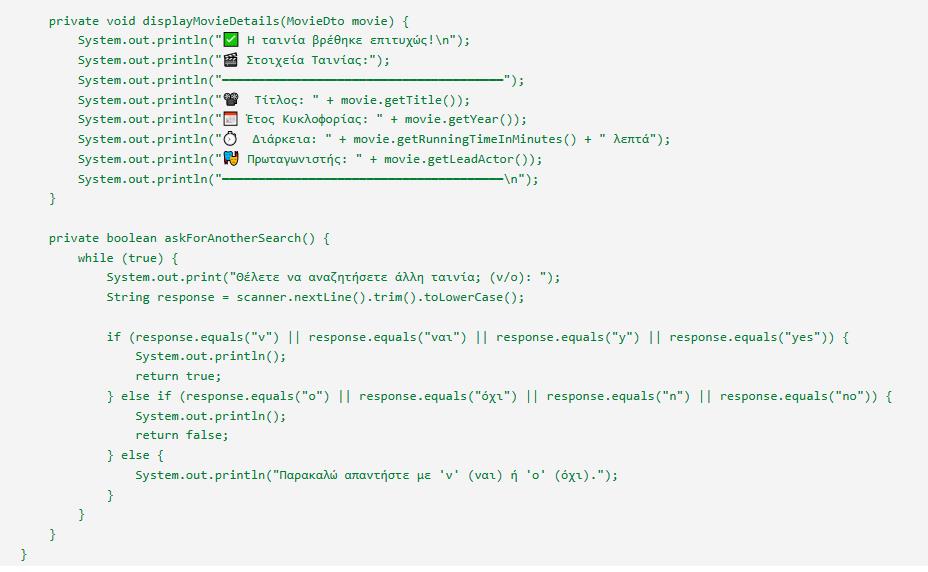 private void displayMovieDetails(MovieDto movie) {
        System.out.println("✅ Η ταινία βρέθηκε επιτυχώς!\n");
        System.out.println("🎬 Στοιχεία Ταινίας:");
        System.out.println("━━━━━━━━━━━━━━━━━━━━━━━━━━━━━━━━━━━━━━━");
        System.out.println("🎥  Τίτλος: " + movie.getTitle());
        System.out.println("📅 Έτος Κυκλοφορίας: " + movie.getYear());
        System.out.println("⏱  Διάρκεια: " + movie.getRunningTimeInMinutes() + " λεπτά");
        System.out.println("🎭 Πρωταγωνιστής: " + movie.getLeadActor());
        System.out.println("━━━━━━━━━━━━━━━━━━━━━━━━━━━━━━━━━━━━━━━\n");
    }

    private boolean askForAnotherSearch() {
        while (true) {
            System.out.print("Θέλετε να αναζητήσετε άλλη ταινία; (ν/ο): ");
            String response = scanner.nextLine().trim().toLowerCase();

            if (response.equals("ν") || response.equals("ναι") || response.equals("y") || response.equals("yes")) {
                System.out.println();
                return true;
            } else if (response.equals("ο") || response.equals("όχι") || response.equals("n") || response.equals("no")) {
                System.out.println();
                return false;
            } else {
                System.out.println("Παρακαλώ απαντήστε με 'ν' (ναι) ή 'ο' (όχι).");
            }
        }
    }
}